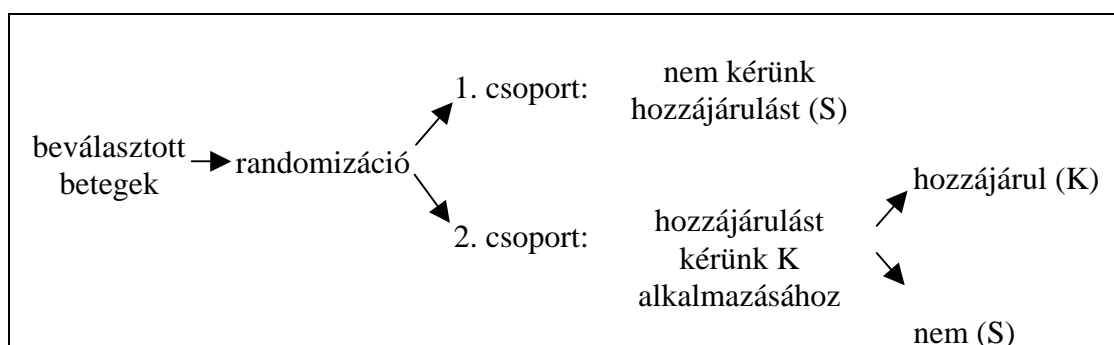 beválasztott
betegek
randomizáció
1. csoport:
nem kérünk
hozzájárulást (S)
2. csoport:
hozzájárulást
kérünk K
alkalmazásához
hozzájárul (K)
nem (S)